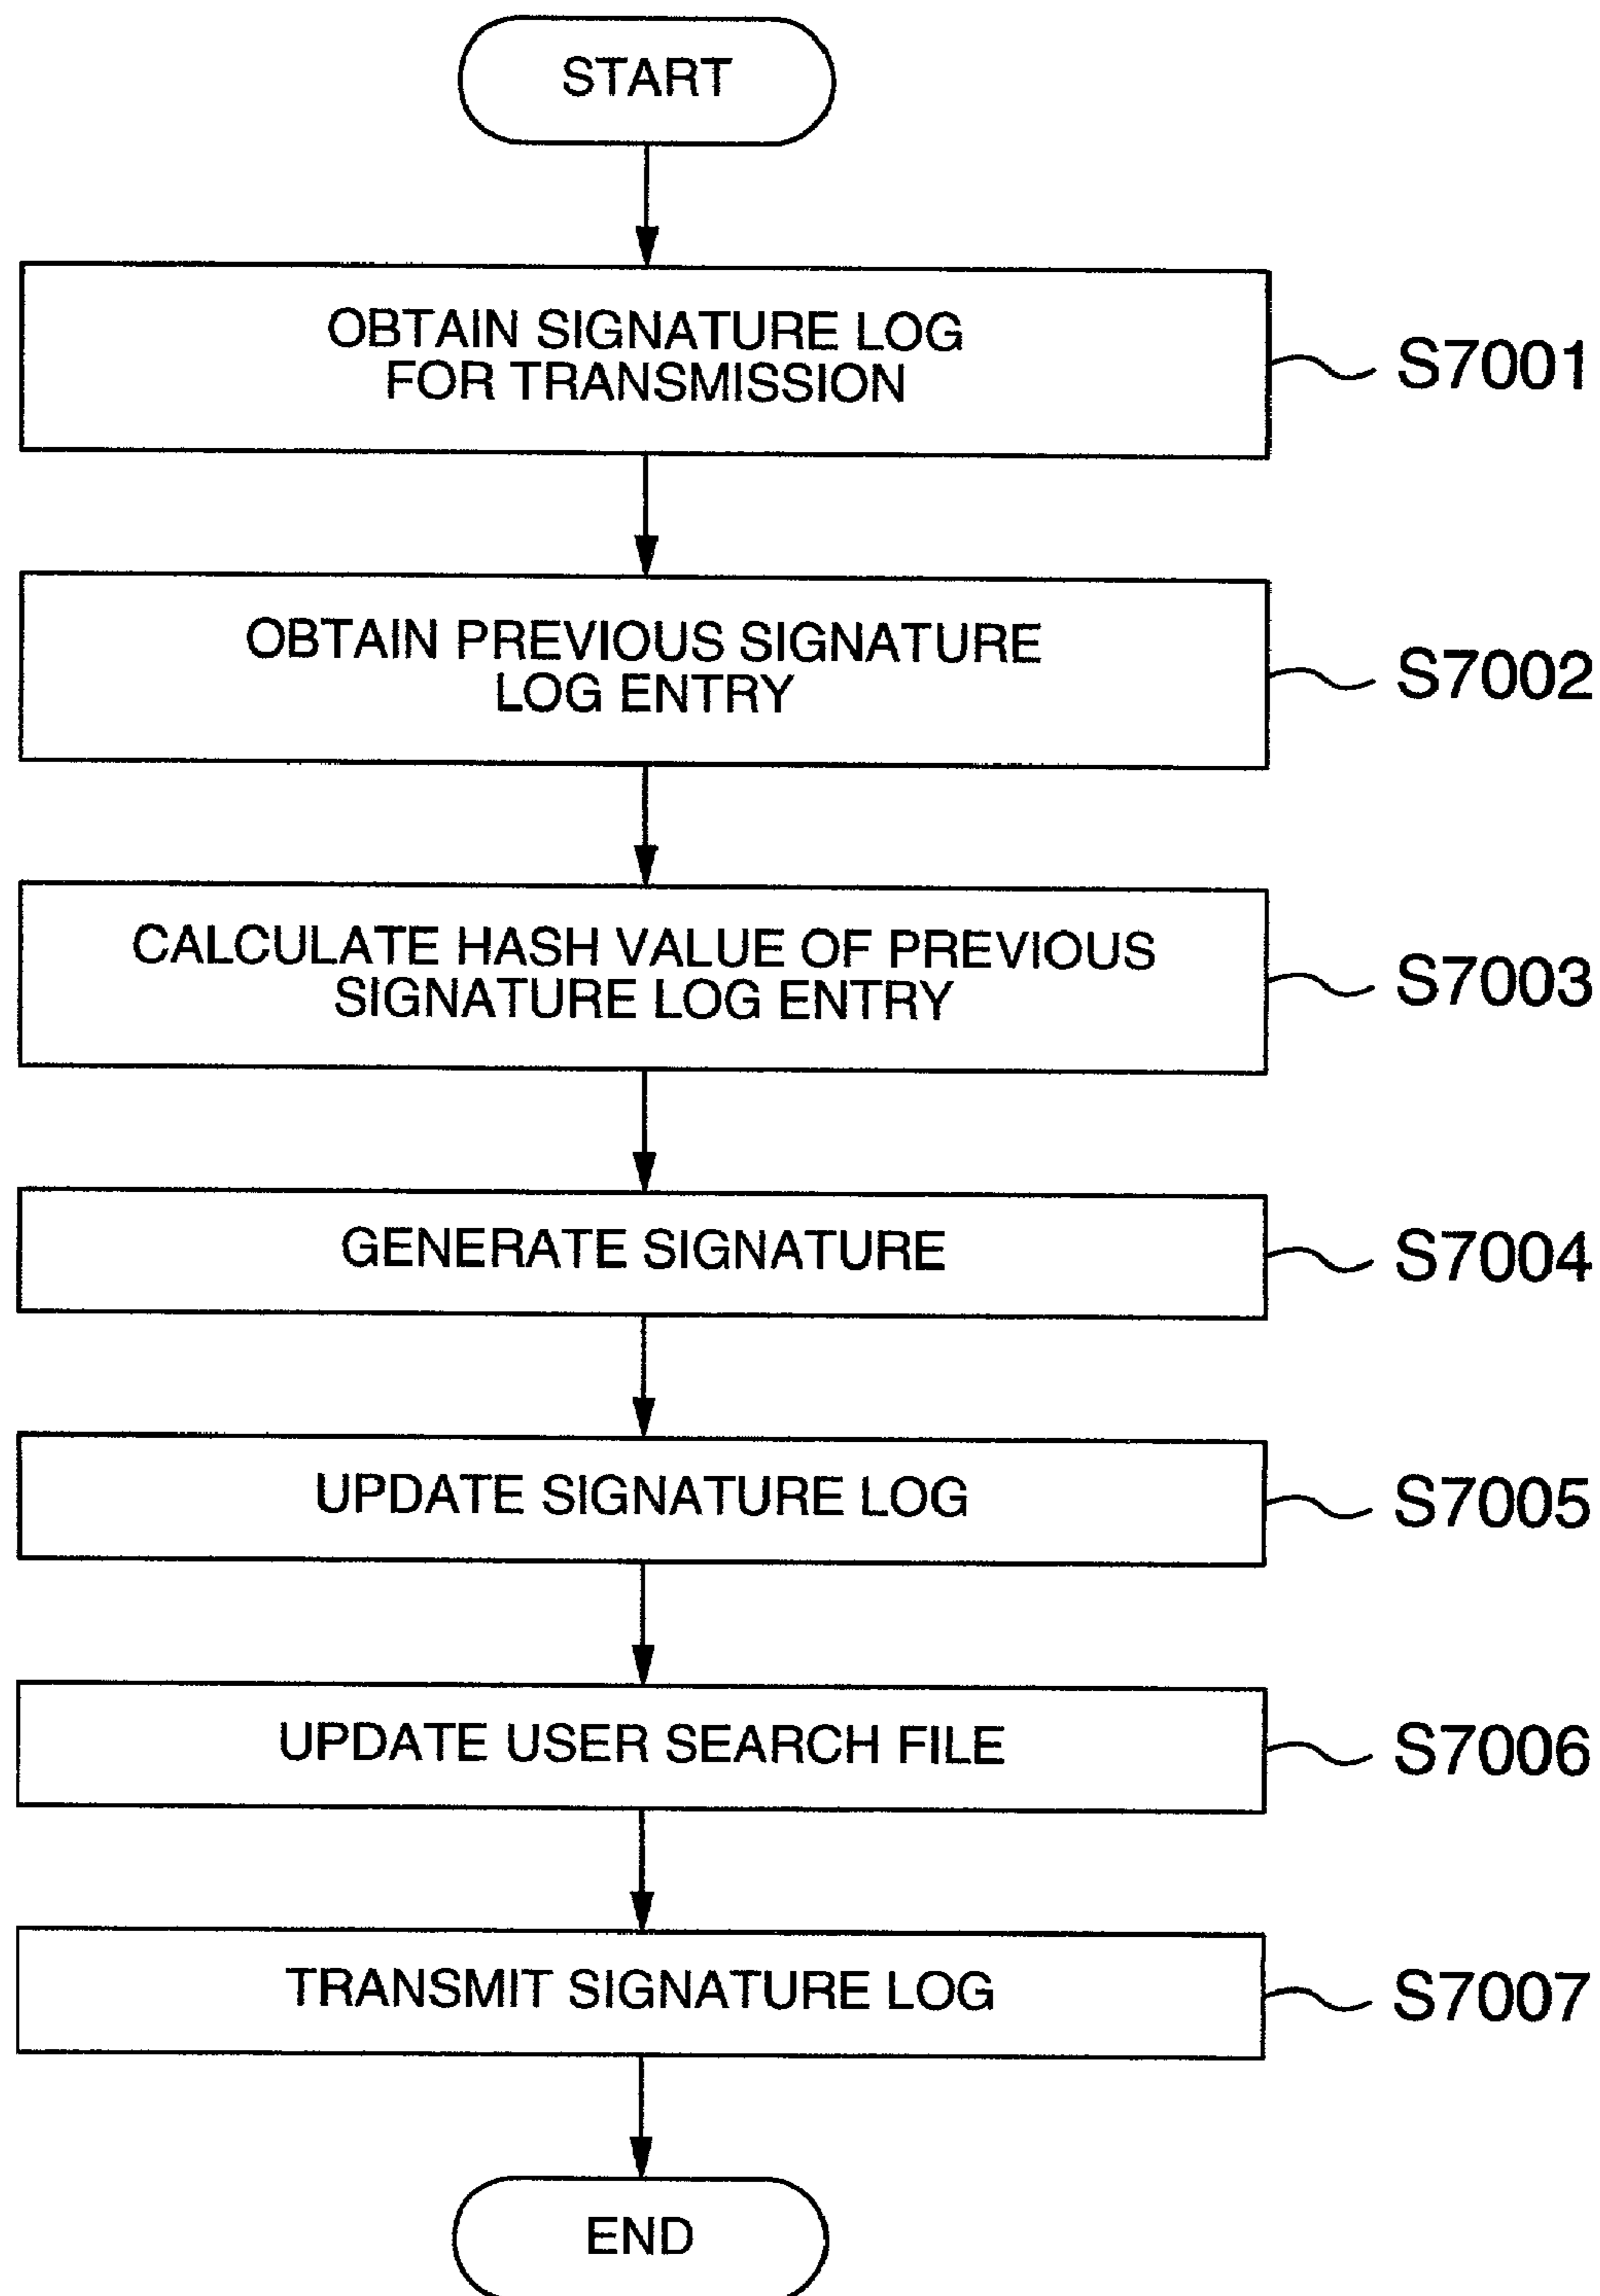 START
OBTAIN SIGNATURE LOG
FOR TRANSMISSION
S7001
OBTAIN PREVIOUS SIGNATURE
LOG ENTRY
S7002
CALCULATE HASH VALUE OF PREVIOUS
SIGNATURE LOG ENTRY
S7003
GENERATE SIGNATURE
S7004
UPDATE SIGNATURE LOG
S7005
UPDATE USER SEARCH FILE
S7006
TRANSMIT SIGNATURE LOG
S7007
END